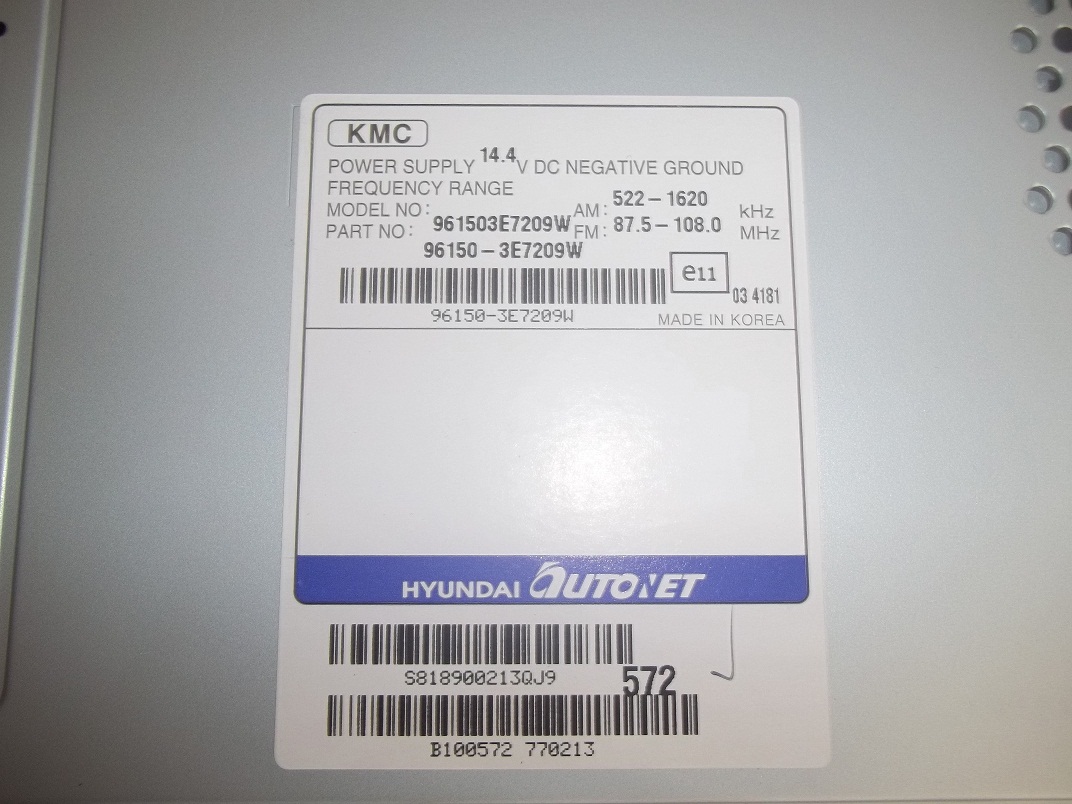 KMC
POWER SUPPLY 14.4 V DC NEGATIVE GROUND
FREQUENCY RANGE
AM: 522-1620 kHz
MODEL NO: 961503E7209W
FM: 87.5-108.0 MHz
PART NO: 96150-3E7209W
e11
03 4181
96150-3E7209W
MADE IN KOREA
HYUNDAI AUTONET
S818900213QJ9
572
B100572 770213